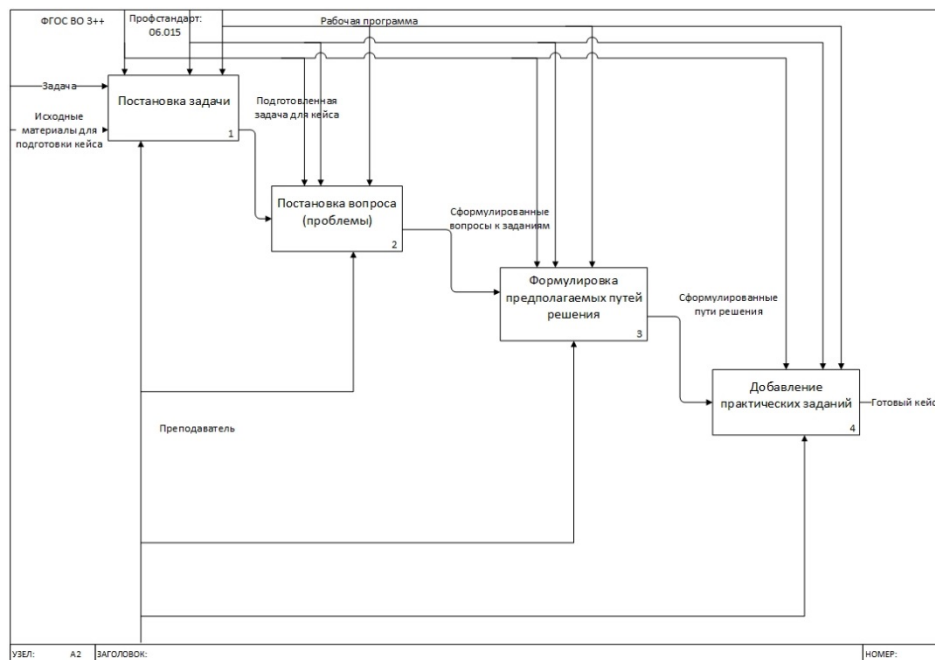 ФГОС ВО 3++
Профстандарт:
06.015
Рабочая программа
Задача
Исходные
материалы для
подготовки кейса
Постановка задачи
1
Подготовленная
задача для кейса
Постановка вопроса
(проблемы)
2
Сформулированные
вопросы к заданиям
Формулировка
предполагаемых путей
решения
3
Сформулированные
пути решения
Добавление
практических заданий
4
Готовый кейс
Преподаватель
УЗЕЛ: А2 ЗАГОЛОВОК: НОМЕР: